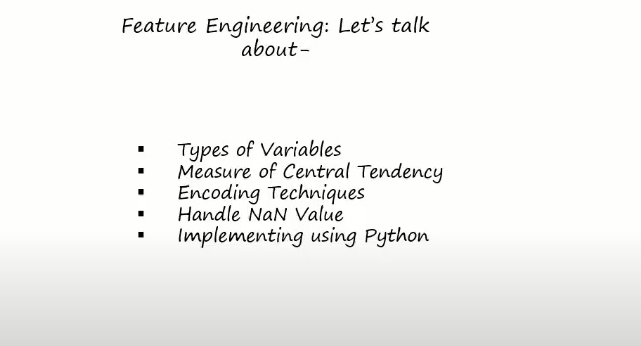 Feature Engineering: Let's talk
about-
▪ Types of Variables
▪ Measure of Central Tendency
▪ Encoding Techniques
▪ Handle NaN Value
▪ Implementing using Python